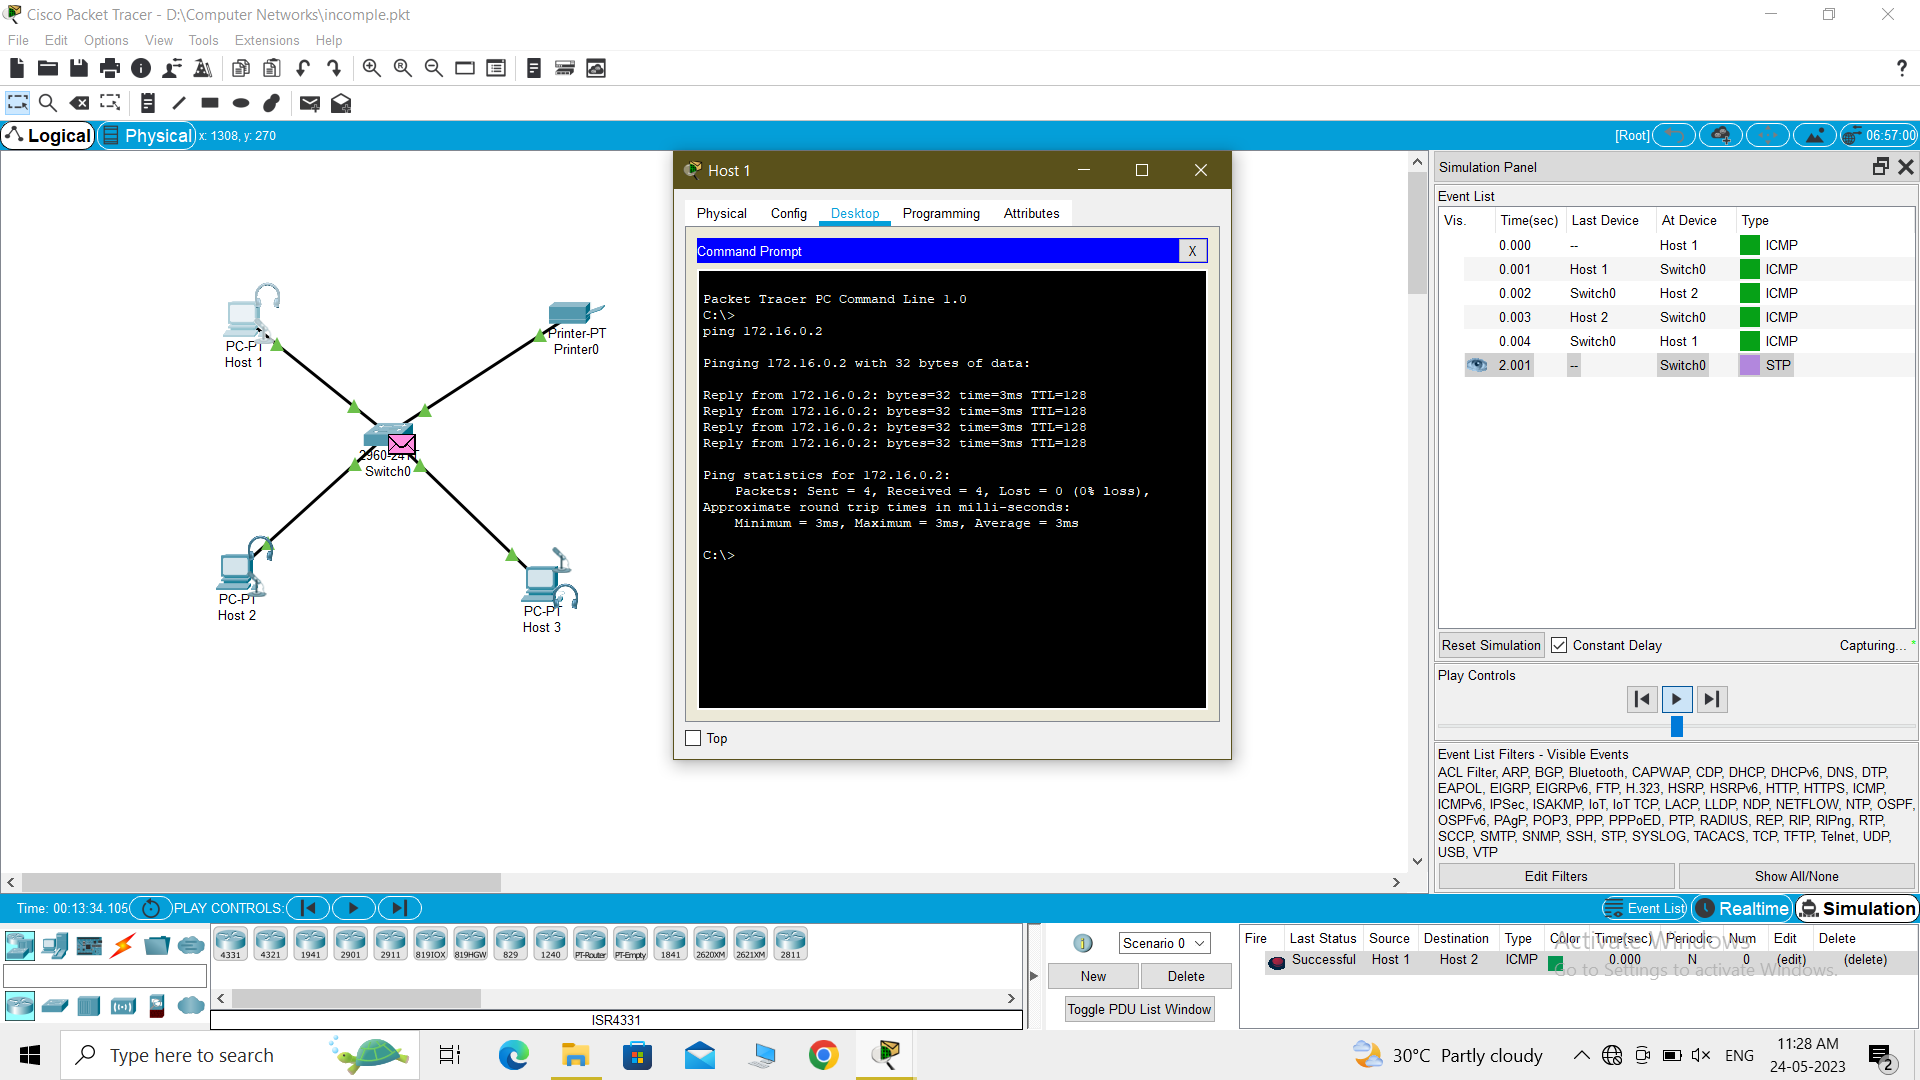 Cisco Packet Tracer - D:\Computer Networks\incomple.pkt
File Edit Options View Tools Extensions Help
?
Logical Physical x: 1308, y: 270 [Root] 06:57:00
PC-PT
Host 1
Printer-PT
Printer0
2960-24TT
Switch0
PC-PT
Host 2
PC-PT
Host 3
Host 1
Physical Config Desktop Programming Attributes
Command Prompt X
Packet Tracer PC Command Line 1.0
C:\>
ping 172.16.0.2
Pinging 172.16.0.2 with 32 bytes of data:
Reply from 172.16.0.2: bytes=32 time=3ms TTL=128
Reply from 172.16.0.2: bytes=32 time=3ms TTL=128
Reply from 172.16.0.2: bytes=32 time=3ms TTL=128
Reply from 172.16.0.2: bytes=32 time=3ms TTL=128
Ping statistics for 172.16.0.2:
Packets: Sent = 4, Received = 4, Lost = 0 (0% loss),
Approximate round trip times in milli-seconds:
Minimum = 3ms, Maximum = 3ms, Average = 3ms
C:\>
Top
Simulation Panel
Event List
Vis. Time(sec) Last Device At Device Type
0.000 -- Host 1 ICMP
0.001 Host 1 Switch0 ICMP
0.002 Switch0 Host 2 ICMP
0.003 Host 2 Switch0 ICMP
0.004 Switch0 Host 1 ICMP
2.001 -- Switch0 STP
Reset Simulation Constant Delay Capturing... *
Play Controls
Event List Filters - Visible Events
ACL Filter, ARP, BGP, Bluetooth, CAPWAP, CDP, DHCP, DHCPv6, DNS, DTP,
EAPOL, EIGRP, EIGRPv6, FTP, H.323, HSRP, HSRPv6, HTTP, HTTPS, ICMP,
ICMPv6, IPSec, ISAKMP, IoT, IoT TCP, LACP, LLDP, NDP, NETFLOW, NTP, OSPF,
OSPFv6, PAgP, POP3, PPP, PPPoED, PTP, RADIUS, REP, RIP, RIPng, RTP,
SCCP, SMTP, SNMP, SSH, STP, SYSLOG, TACACS, TCP, TFTP, Telnet, UDP,
USB, VTP
Edit Filters Show All/None
Time: 00:13:34.105 PLAY CONTROLS: Event List Realtime Simulation
4331 4321 1941 2901 2911 819IOX 819HGW 829 1240 PT-Router PT-Empty 1841 2620XM 2621XM 2811
ISR4331
1 Scenario 0
New Delete
Toggle PDU List Window
Fire Last Status Source Destination Type Color Time(sec) Periodic Num Edit Delete
Successful Host 1 Host 2 ICMP 0.000 N 0 (edit) (delete)
Activate Windows
Go to Settings to activate Windows.
Type here to search
30°C Partly cloudy ENG 11:28 AM
24-05-2023 2